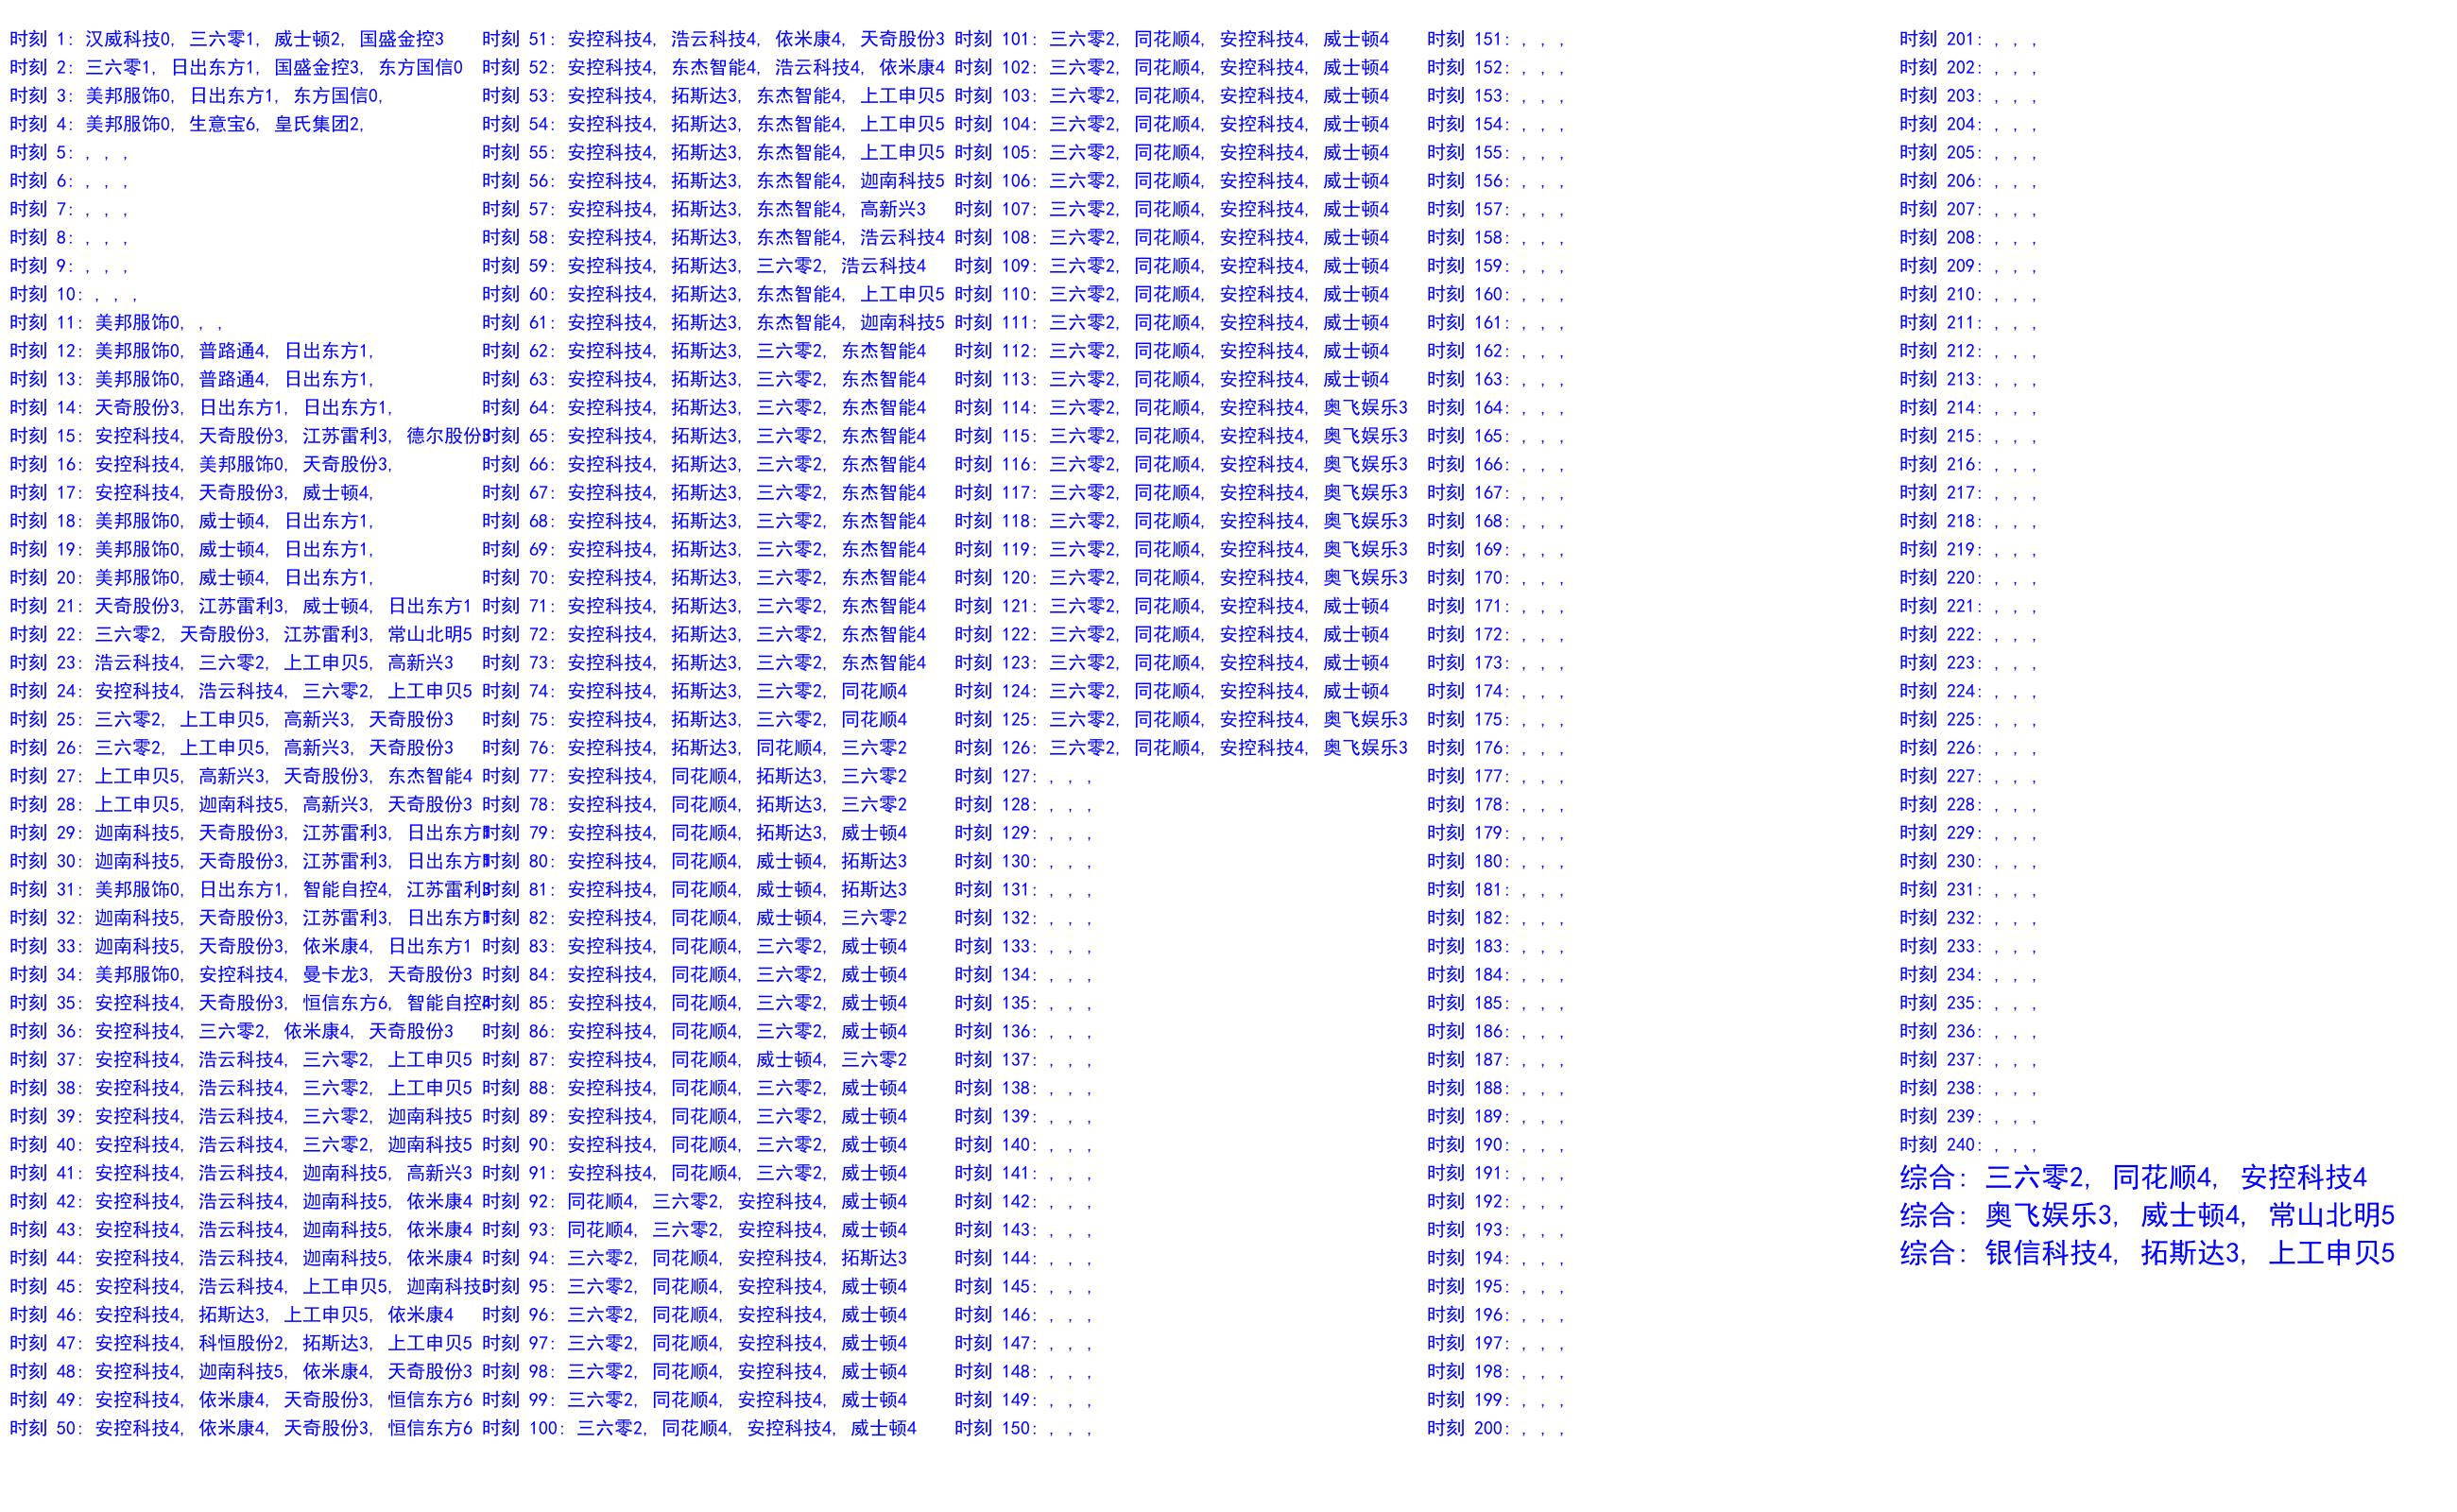 时刻 1: 汉威科技0, 三六零1, 威士顿2, 国盛金控3
时刻 2: 三六零1, 日出东方1, 国盛金控3, 东方国信0
时刻 3: 美邦服饰0, 日出东方1, 东方国信0,
时刻 4: 美邦服饰0, 生意宝6, 皇氏集团2,
时刻 5: , , ,
时刻 6: , , ,
时刻 7: , , ,
时刻 8: , , ,
时刻 9: , , ,
时刻 10: , , ,
时刻 11: 美邦服饰0, , ,
时刻 12: 美邦服饰0, 普路通4, 日出东方1,
时刻 13: 美邦服饰0, 普路通4, 日出东方1,
时刻 14: 天奇股份3, 日出东方1, 日出东方1,
时刻 15: 安控科技4, 天奇股份3, 江苏雷利3, 德尔股份3
时刻 16: 安控科技4, 美邦服饰0, 天奇股份3,
时刻 17: 安控科技4, 天奇股份3, 威士顿4,
时刻 18: 美邦服饰0, 威士顿4, 日出东方1,
时刻 19: 美邦服饰0, 威士顿4, 日出东方1,
时刻 20: 美邦服饰0, 威士顿4, 日出东方1,
时刻 21: 天奇股份3, 江苏雷利3, 威士顿4, 日出东方1
时刻 22: 三六零2, 天奇股份3, 江苏雷利3, 常山北明5
时刻 23: 浩云科技4, 三六零2, 上工申贝5, 高新兴3
时刻 24: 安控科技4, 浩云科技4, 三六零2, 上工申贝5
时刻 25: 三六零2, 上工申贝5, 高新兴3, 天奇股份3
时刻 26: 三六零2, 上工申贝5, 高新兴3, 天奇股份3
时刻 27: 上工申贝5, 高新兴3, 天奇股份3, 东杰智能4
时刻 28: 上工申贝5, 迦南科技5, 高新兴3, 天奇股份3
时刻 29: 迦南科技5, 天奇股份3, 江苏雷利3, 日出东方1
时刻 30: 迦南科技5, 天奇股份3, 江苏雷利3, 日出东方1
时刻 31: 美邦服饰0, 日出东方1, 智能自控4, 江苏雷利3
时刻 32: 迦南科技5, 天奇股份3, 江苏雷利3, 日出东方1
时刻 33: 迦南科技5, 天奇股份3, 依米康4, 日出东方1
时刻 34: 美邦服饰0, 安控科技4, 曼卡龙3, 天奇股份3
时刻 35: 安控科技4, 天奇股份3, 恒信东方6, 智能自控4
时刻 36: 安控科技4, 三六零2, 依米康4, 天奇股份3
时刻 37: 安控科技4, 浩云科技4, 三六零2, 上工申贝5
时刻 38: 安控科技4, 浩云科技4, 三六零2, 上工申贝5
时刻 39: 安控科技4, 浩云科技4, 三六零2, 迦南科技5
时刻 40: 安控科技4, 浩云科技4, 三六零2, 迦南科技5
时刻 41: 安控科技4, 浩云科技4, 迦南科技5, 高新兴3
时刻 42: 安控科技4, 浩云科技4, 迦南科技5, 依米康4
时刻 43: 安控科技4, 浩云科技4, 迦南科技5, 依米康4
时刻 44: 安控科技4, 浩云科技4, 迦南科技5, 依米康4
时刻 45: 安控科技4, 浩云科技4, 上工申贝5, 迦南科技5
时刻 46: 安控科技4, 拓斯达3, 上工申贝5, 依米康4
时刻 47: 安控科技4, 科恒股份2, 拓斯达3, 上工申贝5
时刻 48: 安控科技4, 迦南科技5, 依米康4, 天奇股份3
时刻 49: 安控科技4, 依米康4, 天奇股份3, 恒信东方6
时刻 50: 安控科技4, 依米康4, 天奇股份3, 恒信东方6
时刻 51: 安控科技4, 浩云科技4, 依米康4, 天奇股份3
时刻 52: 安控科技4, 东杰智能4, 浩云科技4, 依米康4
时刻 53: 安控科技4, 拓斯达3, 东杰智能4, 上工申贝5
时刻 54: 安控科技4, 拓斯达3, 东杰智能4, 上工申贝5
时刻 55: 安控科技4, 拓斯达3, 东杰智能4, 上工申贝5
时刻 56: 安控科技4, 拓斯达3, 东杰智能4, 迦南科技5
时刻 57: 安控科技4, 拓斯达3, 东杰智能4, 高新兴3
时刻 58: 安控科技4, 拓斯达3, 东杰智能4, 浩云科技4
时刻 59: 安控科技4, 拓斯达3, 三六零2, 浩云科技4
时刻 60: 安控科技4, 拓斯达3, 东杰智能4, 上工申贝5
时刻 61: 安控科技4, 拓斯达3, 东杰智能4, 迦南科技5
时刻 62: 安控科技4, 拓斯达3, 三六零2, 东杰智能4
时刻 63: 安控科技4, 拓斯达3, 三六零2, 东杰智能4
时刻 64: 安控科技4, 拓斯达3, 三六零2, 东杰智能4
时刻 65: 安控科技4, 拓斯达3, 三六零2, 东杰智能4
时刻 66: 安控科技4, 拓斯达3, 三六零2, 东杰智能4
时刻 67: 安控科技4, 拓斯达3, 三六零2, 东杰智能4
时刻 68: 安控科技4, 拓斯达3, 三六零2, 东杰智能4
时刻 69: 安控科技4, 拓斯达3, 三六零2, 东杰智能4
时刻 70: 安控科技4, 拓斯达3, 三六零2, 东杰智能4
时刻 71: 安控科技4, 拓斯达3, 三六零2, 东杰智能4
时刻 72: 安控科技4, 拓斯达3, 三六零2, 东杰智能4
时刻 73: 安控科技4, 拓斯达3, 三六零2, 东杰智能4
时刻 74: 安控科技4, 拓斯达3, 三六零2, 同花顺4
时刻 75: 安控科技4, 拓斯达3, 三六零2, 同花顺4
时刻 76: 安控科技4, 拓斯达3, 同花顺4, 三六零2
时刻 77: 安控科技4, 同花顺4, 拓斯达3, 三六零2
时刻 78: 安控科技4, 同花顺4, 拓斯达3, 三六零2
时刻 79: 安控科技4, 同花顺4, 拓斯达3, 威士顿4
时刻 80: 安控科技4, 同花顺4, 威士顿4, 拓斯达3
时刻 81: 安控科技4, 同花顺4, 威士顿4, 拓斯达3
时刻 82: 安控科技4, 同花顺4, 威士顿4, 三六零2
时刻 83: 安控科技4, 同花顺4, 三六零2, 威士顿4
时刻 84: 安控科技4, 同花顺4, 三六零2, 威士顿4
时刻 85: 安控科技4, 同花顺4, 三六零2, 威士顿4
时刻 86: 安控科技4, 同花顺4, 三六零2, 威士顿4
时刻 87: 安控科技4, 同花顺4, 威士顿4, 三六零2
时刻 88: 安控科技4, 同花顺4, 三六零2, 威士顿4
时刻 89: 安控科技4, 同花顺4, 三六零2, 威士顿4
时刻 90: 安控科技4, 同花顺4, 三六零2, 威士顿4
时刻 91: 安控科技4, 同花顺4, 三六零2, 威士顿4
时刻 92: 同花顺4, 三六零2, 安控科技4, 威士顿4
时刻 93: 同花顺4, 三六零2, 安控科技4, 威士顿4
时刻 94: 三六零2, 同花顺4, 安控科技4, 拓斯达3
时刻 95: 三六零2, 同花顺4, 安控科技4, 威士顿4
时刻 96: 三六零2, 同花顺4, 安控科技4, 威士顿4
时刻 97: 三六零2, 同花顺4, 安控科技4, 威士顿4
时刻 98: 三六零2, 同花顺4, 安控科技4, 威士顿4
时刻 99: 三六零2, 同花顺4, 安控科技4, 威士顿4
时刻 100: 三六零2, 同花顺4, 安控科技4, 威士顿4
时刻 101: 三六零2, 同花顺4, 安控科技4, 威士顿4
时刻 102: 三六零2, 同花顺4, 安控科技4, 威士顿4
时刻 103: 三六零2, 同花顺4, 安控科技4, 威士顿4
时刻 104: 三六零2, 同花顺4, 安控科技4, 威士顿4
时刻 105: 三六零2, 同花顺4, 安控科技4, 威士顿4
时刻 106: 三六零2, 同花顺4, 安控科技4, 威士顿4
时刻 107: 三六零2, 同花顺4, 安控科技4, 威士顿4
时刻 108: 三六零2, 同花顺4, 安控科技4, 威士顿4
时刻 109: 三六零2, 同花顺4, 安控科技4, 威士顿4
时刻 110: 三六零2, 同花顺4, 安控科技4, 威士顿4
时刻 111: 三六零2, 同花顺4, 安控科技4, 威士顿4
时刻 112: 三六零2, 同花顺4, 安控科技4, 威士顿4
时刻 113: 三六零2, 同花顺4, 安控科技4, 威士顿4
时刻 114: 三六零2, 同花顺4, 安控科技4, 奥飞娱乐3
时刻 115: 三六零2, 同花顺4, 安控科技4, 奥飞娱乐3
时刻 116: 三六零2, 同花顺4, 安控科技4, 奥飞娱乐3
时刻 117: 三六零2, 同花顺4, 安控科技4, 奥飞娱乐3
时刻 118: 三六零2, 同花顺4, 安控科技4, 奥飞娱乐3
时刻 119: 三六零2, 同花顺4, 安控科技4, 奥飞娱乐3
时刻 120: 三六零2, 同花顺4, 安控科技4, 奥飞娱乐3
时刻 121: 三六零2, 同花顺4, 安控科技4, 威士顿4
时刻 122: 三六零2, 同花顺4, 安控科技4, 威士顿4
时刻 123: 三六零2, 同花顺4, 安控科技4, 威士顿4
时刻 124: 三六零2, 同花顺4, 安控科技4, 威士顿4
时刻 125: 三六零2, 同花顺4, 安控科技4, 奥飞娱乐3
时刻 126: 三六零2, 同花顺4, 安控科技4, 奥飞娱乐3
时刻 127: , , ,
时刻 128: , , ,
时刻 129: , , ,
时刻 130: , , ,
时刻 131: , , ,
时刻 132: , , ,
时刻 133: , , ,
时刻 134: , , ,
时刻 135: , , ,
时刻 136: , , ,
时刻 137: , , ,
时刻 138: , , ,
时刻 139: , , ,
时刻 140: , , ,
时刻 141: , , ,
时刻 142: , , ,
时刻 143: , , ,
时刻 144: , , ,
时刻 145: , , ,
时刻 146: , , ,
时刻 147: , , ,
时刻 148: , , ,
时刻 149: , , ,
时刻 150: , , ,
时刻 151: , , ,
时刻 152: , , ,
时刻 153: , , ,
时刻 154: , , ,
时刻 155: , , ,
时刻 156: , , ,
时刻 157: , , ,
时刻 158: , , ,
时刻 159: , , ,
时刻 160: , , ,
时刻 161: , , ,
时刻 162: , , ,
时刻 163: , , ,
时刻 164: , , ,
时刻 165: , , ,
时刻 166: , , ,
时刻 167: , , ,
时刻 168: , , ,
时刻 169: , , ,
时刻 170: , , ,
时刻 171: , , ,
时刻 172: , , ,
时刻 173: , , ,
时刻 174: , , ,
时刻 175: , , ,
时刻 176: , , ,
时刻 177: , , ,
时刻 178: , , ,
时刻 179: , , ,
时刻 180: , , ,
时刻 181: , , ,
时刻 182: , , ,
时刻 183: , , ,
时刻 184: , , ,
时刻 185: , , ,
时刻 186: , , ,
时刻 187: , , ,
时刻 188: , , ,
时刻 189: , , ,
时刻 190: , , ,
时刻 191: , , ,
时刻 192: , , ,
时刻 193: , , ,
时刻 194: , , ,
时刻 195: , , ,
时刻 196: , , ,
时刻 197: , , ,
时刻 198: , , ,
时刻 199: , , ,
时刻 200: , , ,
时刻 201: , , ,
时刻 202: , , ,
时刻 203: , , ,
时刻 204: , , ,
时刻 205: , , ,
时刻 206: , , ,
时刻 207: , , ,
时刻 208: , , ,
时刻 209: , , ,
时刻 210: , , ,
时刻 211: , , ,
时刻 212: , , ,
时刻 213: , , ,
时刻 214: , , ,
时刻 215: , , ,
时刻 216: , , ,
时刻 217: , , ,
时刻 218: , , ,
时刻 219: , , ,
时刻 220: , , ,
时刻 221: , , ,
时刻 222: , , ,
时刻 223: , , ,
时刻 224: , , ,
时刻 225: , , ,
时刻 226: , , ,
时刻 227: , , ,
时刻 228: , , ,
时刻 229: , , ,
时刻 230: , , ,
时刻 231: , , ,
时刻 232: , , ,
时刻 233: , , ,
时刻 234: , , ,
时刻 235: , , ,
时刻 236: , , ,
时刻 237: , , ,
时刻 238: , , ,
时刻 239: , , ,
时刻 240: , , ,
综合: 三六零2, 同花顺4, 安控科技4
综合: 奥飞娱乐3, 威士顿4, 常山北明5
综合: 银信科技4, 拓斯达3, 上工申贝5